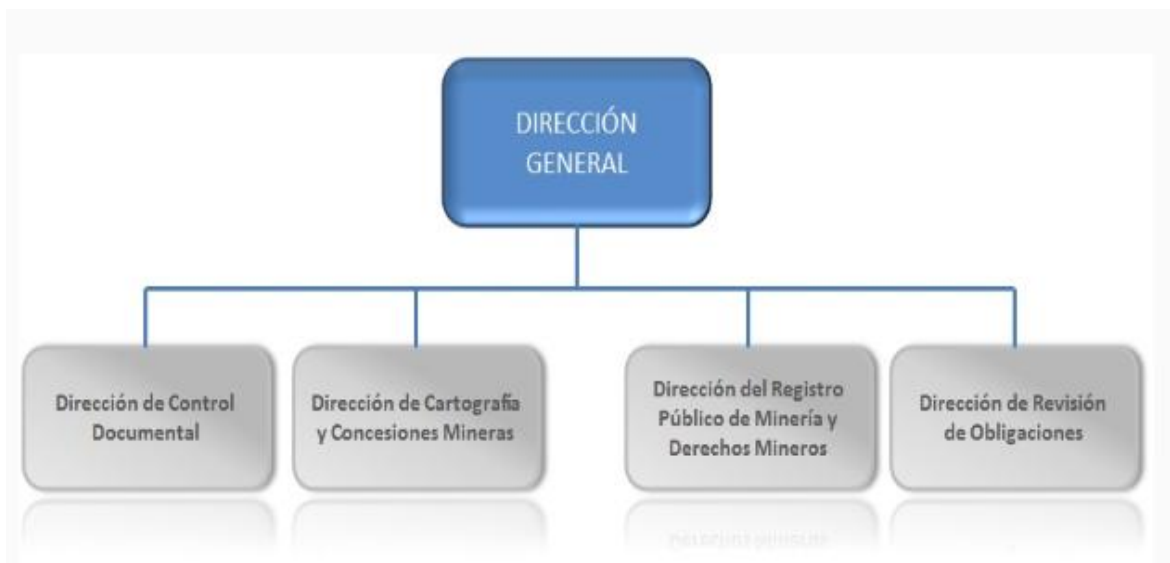 DIRECCIÓN
GENERAL
Dirección de Control
Documental
Dirección de Cartografía
y Concesiones Mineras
Dirección del Registro
Público de Minería y
Derechos Mineros
Dirección de Revisión
de Obligaciones